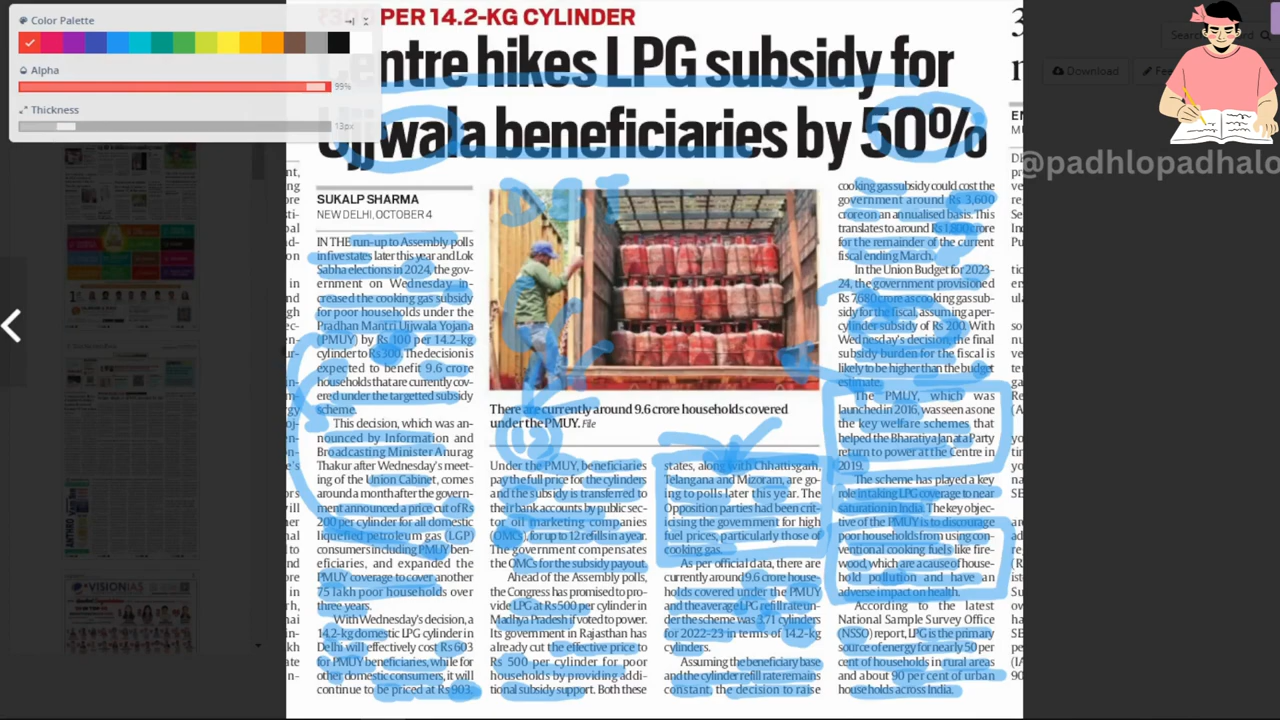 Color Palette
Alpha
99%
Thickness
13px
PER 14.2-KG CYLINDER
Centre hikes LPG subsidy for
Ujjwala beneficiaries by 50%
Download
@padhlopadhalo
SUKALP SHARMA
NEW DELHI, OCTOBER 4
IN THE run-up to Assembly polls
in five states later this year and Lok
Sabha elections in 2024, the gov-
ernment on Wednesday in-
creased the cooking gas subsidy
for poor households under the
Pradhan Mantri Ujjwala Yojana
(PMUY) by Rs 100 per 14.2-kg
cylinder to Rs 300. The decision is
expected to benefit 9.6 crore
households that are currently cov-
ered under the targetted subsidy
scheme.
This decision, which was an-
nounced by Information and
Broadcasting Minister Anurag
Thakur after Wednesday's meet-
ing of the Union Cabinet, comes
around a month after the govern-
ment announced a price cut of Rs
200 per cylinder for all domestic
liquefied petroleum gas (LGP)
consumers including PMUY ben-
eficiaries, and expanded the
PMUY coverage to cover another
75 lakh poor households over
three years.
With Wednesday's decision, a
14.2-kg domestic LPG cylinder in
Delhi will effectively cost Rs 603
for PMUY beneficiaries, while for
other domestic consumers, it will
continue to be priced at Rs 903.
DBT
There are currently around 9.6 crore households covered
under the PMUY. File
Under the PMUY, beneficiaries
pay the full price for the cylinders
and the subsidy is transferred to
their bank accounts by public sec-
tor oil marketing companies
(OMCs), for up to 12 refills in a year.
The government compensates
the OMCs for the subsidy payout.
Ahead of the Assembly polls,
the Congress has promised to pro-
vide LPG at Rs 500 per cylinder in
Madhya Pradesh if voted to power.
Its government in Rajasthan has
already cut the effective price to
Rs 500 per cylinder for poor
households by providing addi-
tional subsidy support. Both these
states, along with Chhattisgarh,
Telangana and Mizoram, are go-
ing to polls later this year. The
Opposition parties had been crit-
icising the government for high
fuel prices, particularly those of
cooking gas.
As per official data, there are
currently around 9.6 crore house-
holds covered under the PMUY
and the average LPG refill rate un-
der the scheme was 3.71 cylinders
for 2022-23 in terms of 14.2-kg
cylinders.
Assuming the beneficiary base
and the cylinder refill rate remains
constant, the decision to raise
cooking gas subsidy could cost the
government around Rs 3,600
crore on an annualised basis. This
translates to around Rs 1,800 crore
for the remainder of the current
fiscal ending March.
In the Union Budget for 2023-
24, the government provisioned
Rs 7,680 crore as cooking gas sub-
sidy for the fiscal, assuming a per-
cylinder subsidy of Rs 200. With
Wednesday's decision, the final
subsidy burden for the fiscal is
likely to be higher than the budget
estimate.
The PMUY, which was
launched in 2016, was seen as one
the key welfare schemes that
helped the Bharatiya Janata Party
return to power at the Centre in
2019.
The scheme has played a key
role in taking LPG coverage to near
saturation in India. The key objec-
tive of the PMUY is to discourage
poor households from using con-
ventional cooking fuels like fire-
wood, which are a cause of house-
hold pollution and have an
adverse impact on health.
According to the latest
National Sample Survey Office
(NSSO) report, LPG is the primary
source of energy for nearly 50 per
cent of households in rural areas
and about 90 per cent of urban
households across India.